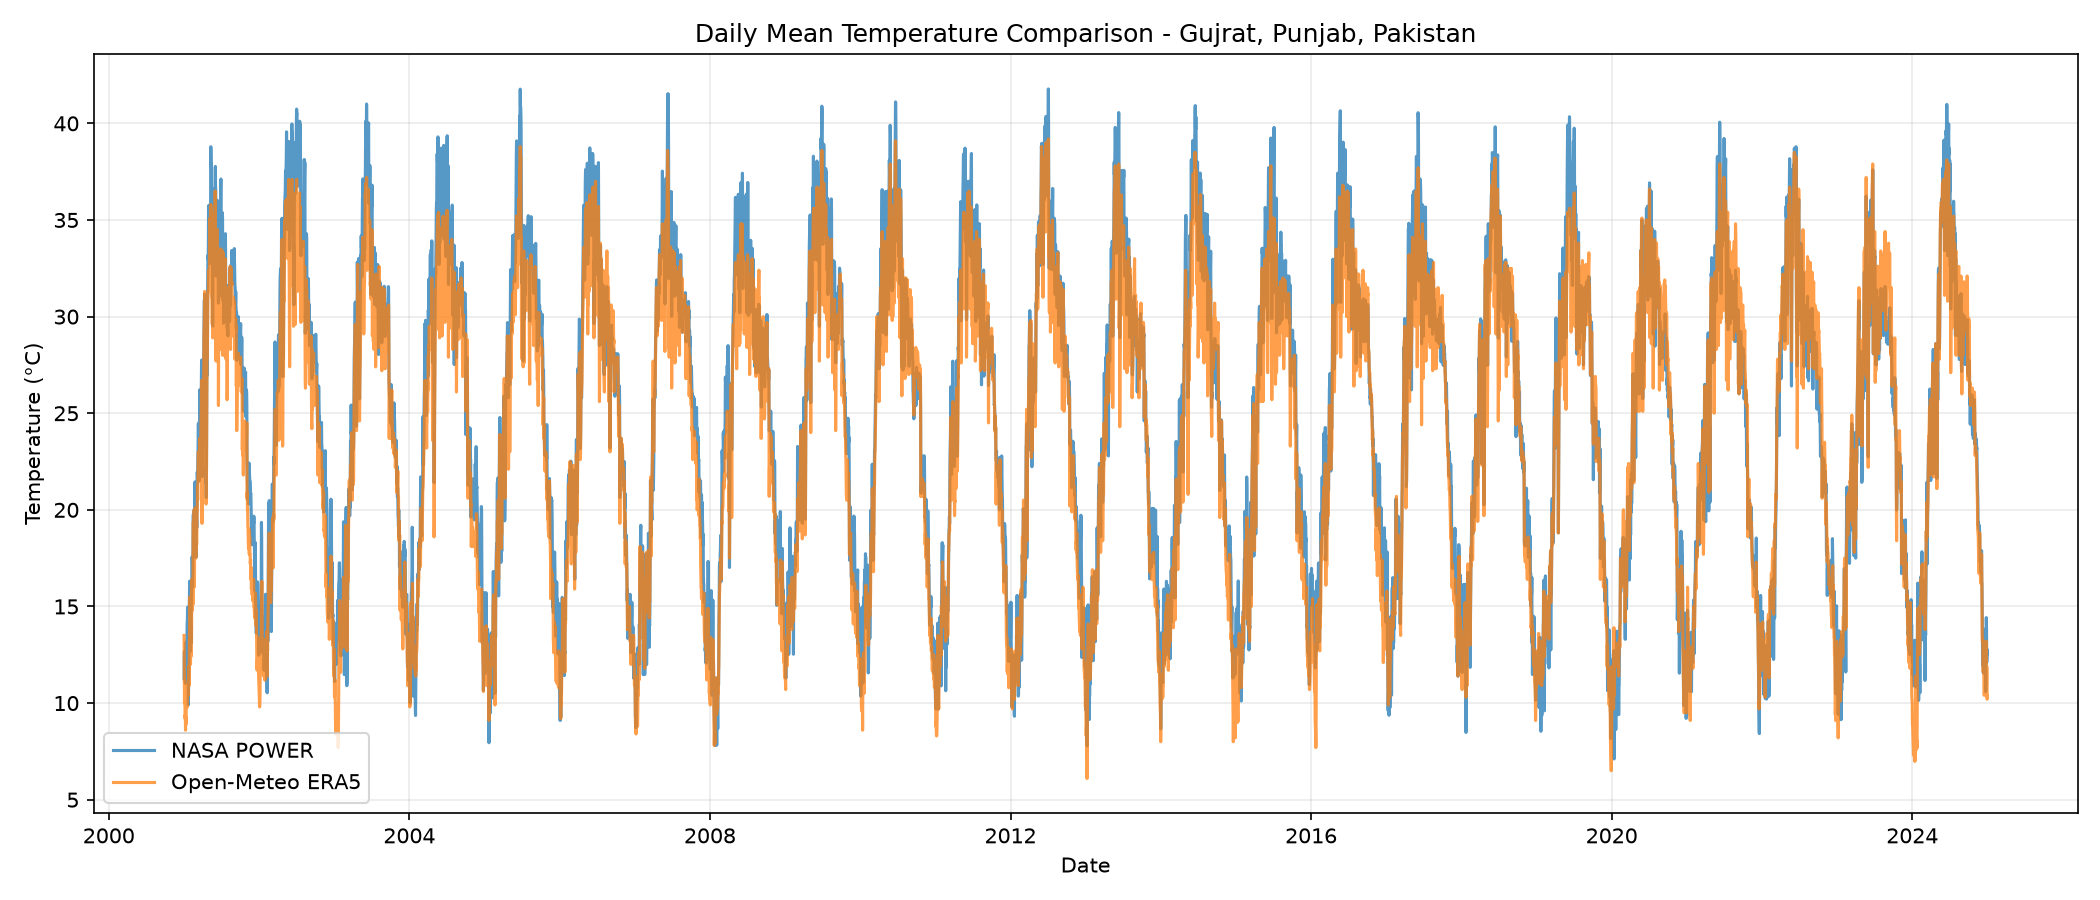 Daily Mean Temperature Comparison - Gujrat, Punjab, Pakistan
Temperature (°C)
40
35
30
25
20
15
10
5
NASA POWER
Open-Meteo ERA5
2000 2004 2008 2012 2016 2020 2024
Date